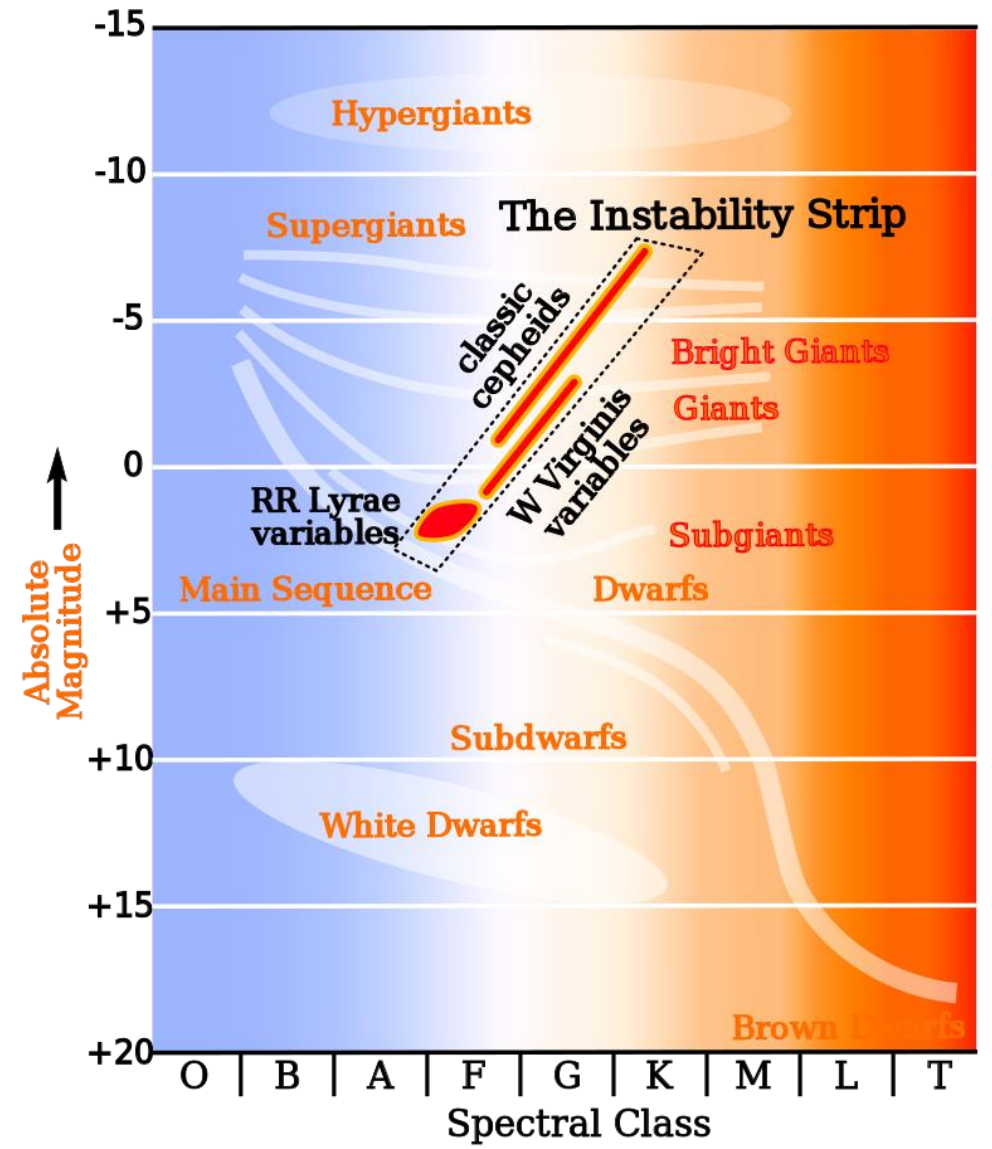 -15
Hypergiants
-10
The Instability Strip
Supergiants
classic
cepheids
-5
Bright Giants
Giants
W Virginis
variables
0
RR Lyrae
variables
Subgiants
Absolute
Magnitude
Main Sequence
Dwarfs
+5
Subdwarfs
+10
White Dwarfs
+15
Brown Dwarfs
+20
O B A F G K M L T
Spectral Class